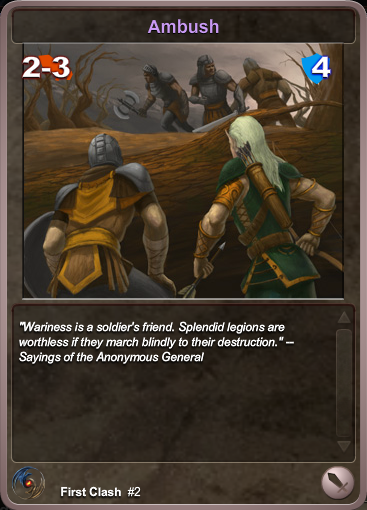 Ambush
2-3
4
"Wariness is a soldier's friend. Splendid legions are
worthless if they march blindly to their destruction." –
Sayings of the Anonymous General
First Clash #2